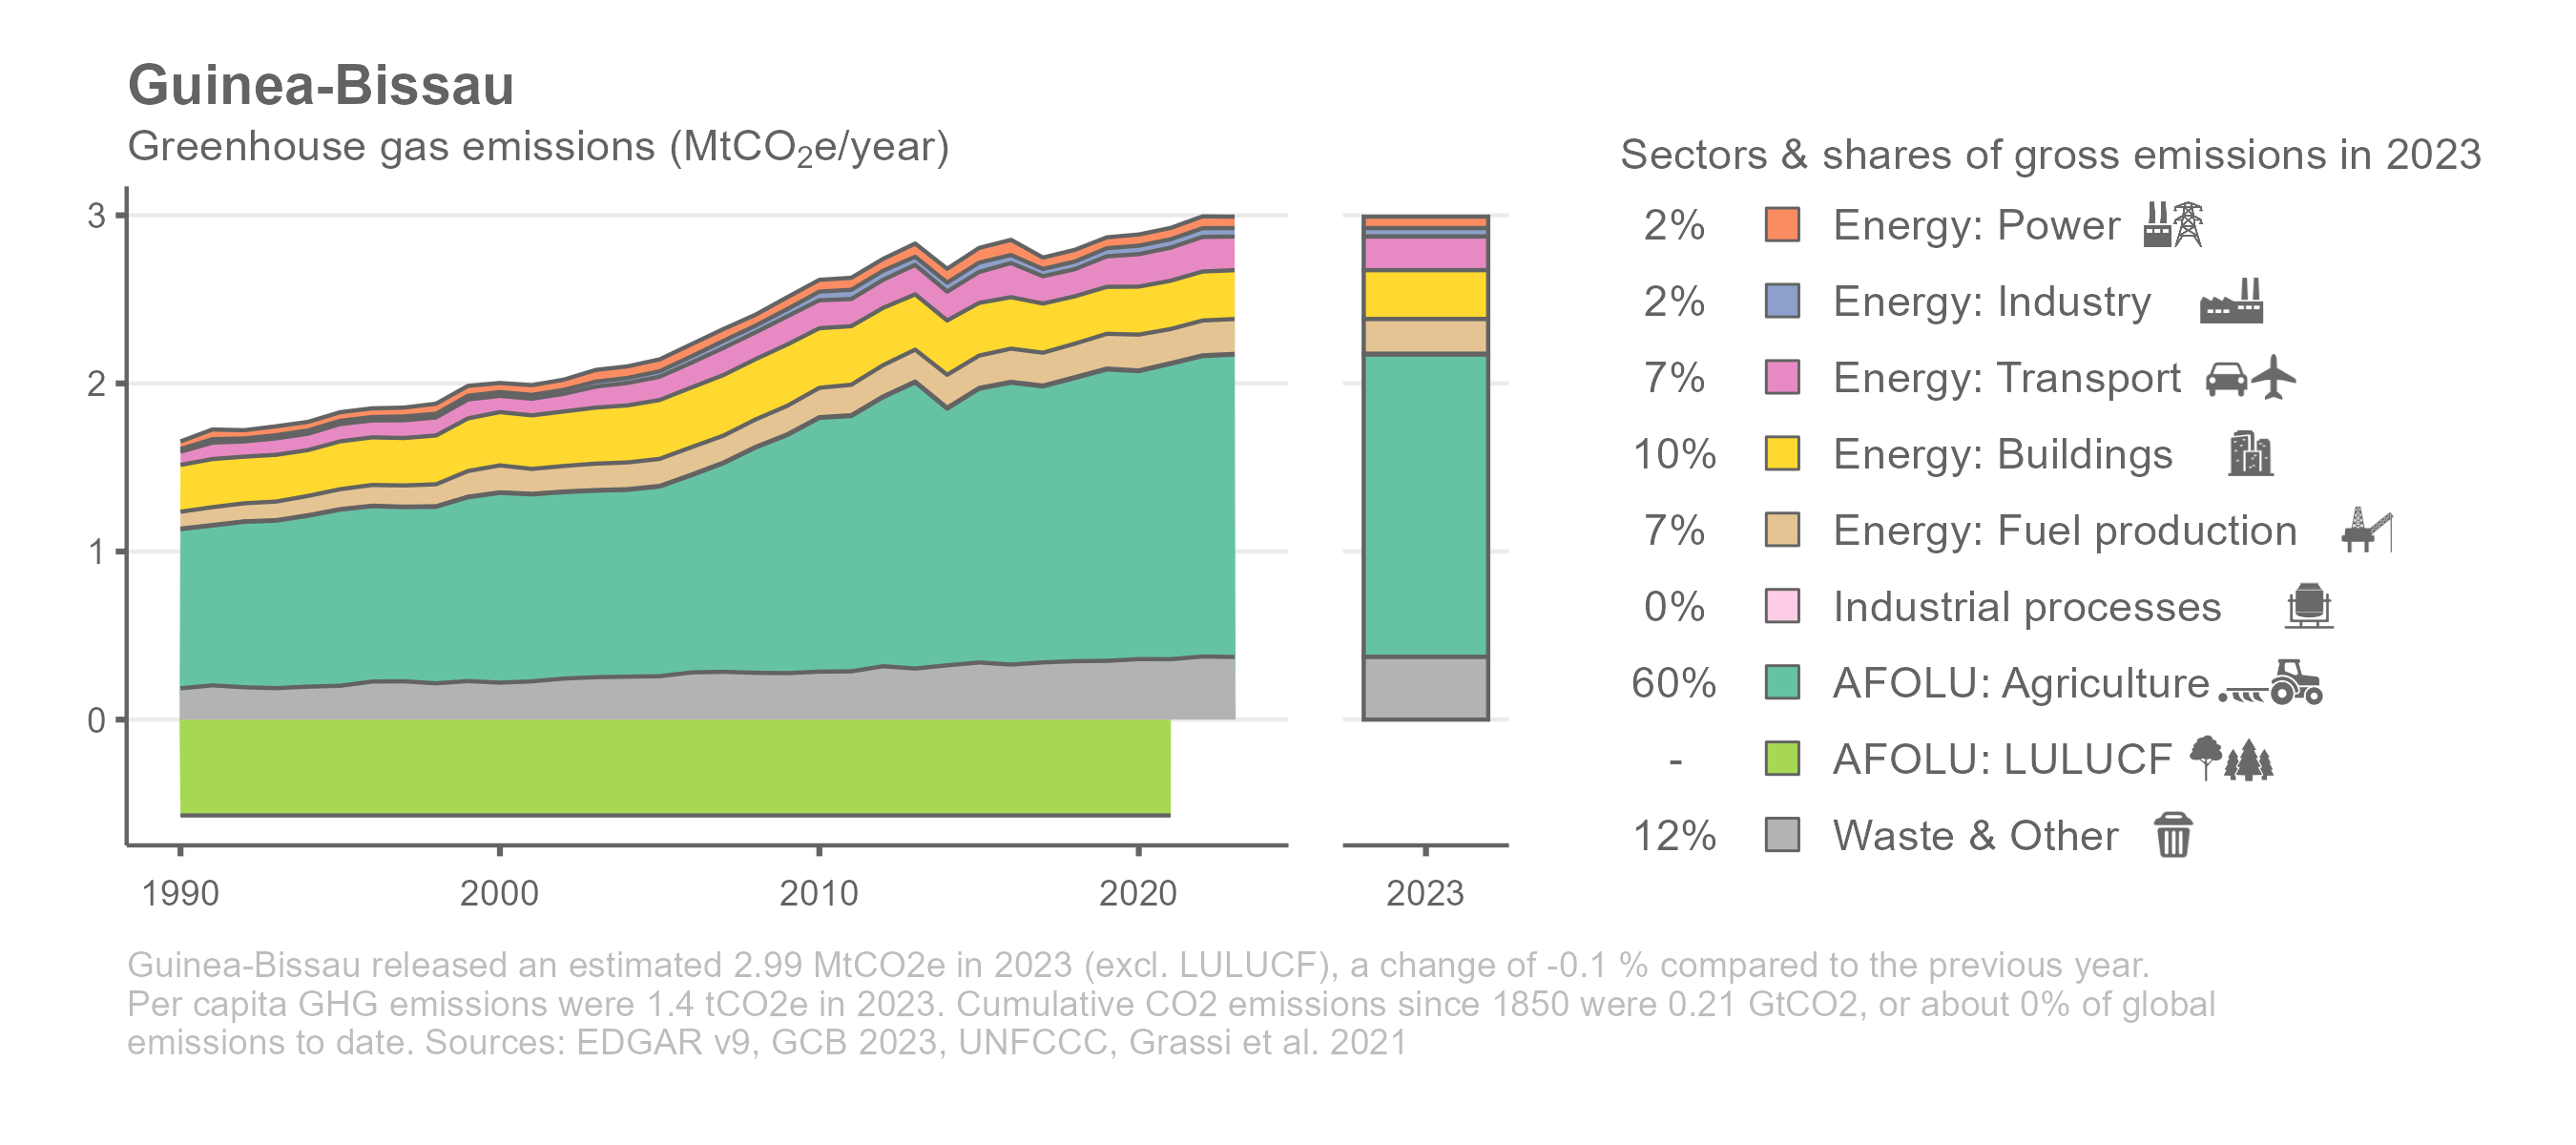 Guinea-Bissau
Greenhouse gas emissions (MtCO₂e/year)
3
2
1
0
1990 2000 2010 2020 2023
Sectors & shares of gross emissions in 2023
2% Energy: Power
2% Energy: Industry
7% Energy: Transport
10% Energy: Buildings
7% Energy: Fuel production
0% Industrial processes
60% AFOLU: Agriculture
- AFOLU: LULUCF
12% Waste & Other
Guinea-Bissau released an estimated 2.99 MtCO2e in 2023 (excl. LULUCF), a change of -0.1 % compared to the previous year.
Per capita GHG emissions were 1.4 tCO2e in 2023. Cumulative CO2 emissions since 1850 were 0.21 GtCO2, or about 0% of global
emissions to date. Sources: EDGAR v9, GCB 2023, UNFCCC, Grassi et al. 2021